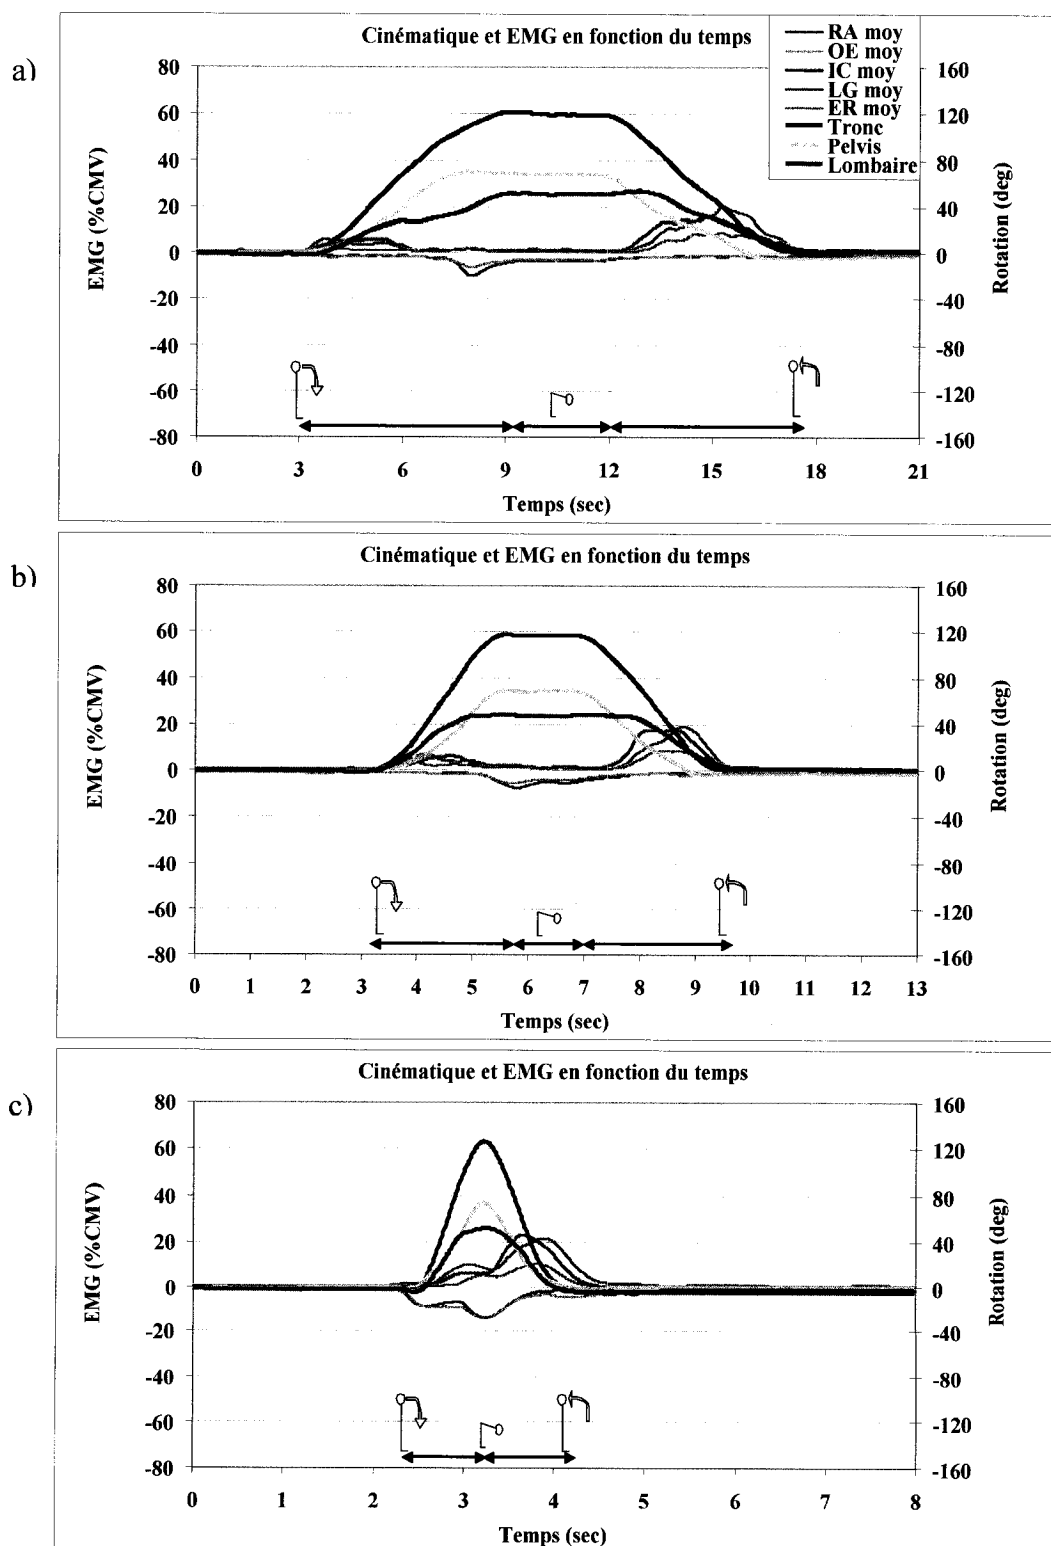 a)
Cinématique et EMG en fonction du temps
RA moy
OE moy
IC moy
LG moy
ER moy
Tronc
Pelvis
Lombaire
EMG (%CMV)
80
60
40
20
0
-20
-40
-60
-80
160
120
80
40
0
-40
-80
-120
-160
Rotation (deg)
0 3 6 9 12 15 18 21
Temps (sec)
b)
Cinématique et EMG en fonction du temps
EMG (%CMV)
80
60
40
20
0
-20
-40
-60
-80
160
120
80
40
0
-40
-80
-120
-160
Rotation (deg)
0 1 2 3 4 5 6 7 8 9 10 11 12 13
Temps (sec)
c)
Cinématique et EMG en fonction du temps
EMG (%CMV)
80
60
40
20
0
-20
-40
-60
-80
160
120
80
40
0
-40
-80
-120
-160
Rotation (deg)
0 1 2 3 4 5 6 7 8
Temps (sec)